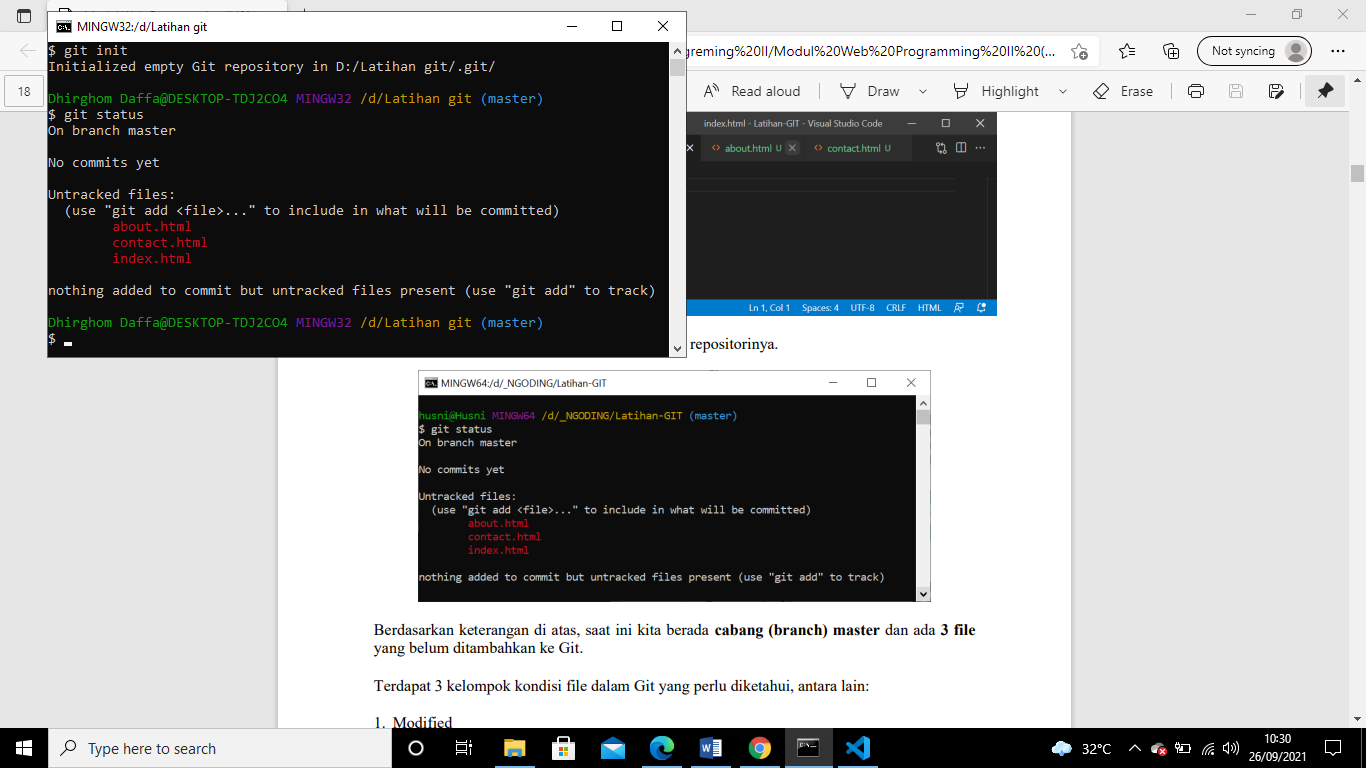 MINGW32:/d/Latihan git
$ git init
Initialized empty Git repository in D:/Latihan git/.git/
Dhirghom Daffa@DESKTOP-TDJ2CO4 MINGW32 /d/Latihan git (master)
$ git status
On branch master
No commits yet
Untracked files:
(use "git add <file>..." to include in what will be committed)
about.html
contact.html
index.html
nothing added to commit but untracked files present (use "git add" to track)
Dhirghom Daffa@DESKTOP-TDJ2CO4 MINGW32 /d/Latihan git (master)
$
greming%20II/Modul%20Web%20Programming%20II%20(...
Not syncing
18
Read aloud
Draw
Highlight
Erase
index.html - Latihan-GIT - Visual Studio Code
about.html U
contact.html U
Ln 1, Col 1 Spaces: 4 UTF-8 CRLF HTML
repositorinya.
MINGW64:/d/_NGODING/Latihan-GIT
husni@Husni MINGW64 /d/_NGODING/Latihan-GIT (master)
$ git status
On branch master
No commits yet
Untracked files:
(use "git add <file>..." to include in what will be committed)
about.html
contact.html
index.html
nothing added to commit but untracked files present (use "git add" to track)
Berdasarkan keterangan di atas, saat ini kita berada cabang (branch) master dan ada 3 file
yang belum ditambahkan ke Git.
Terdapat 3 kelompok kondisi file dalam Git yang perlu diketahui, antara lain:
1. Modified
Type here to search
32°C
10:30
26/09/2021